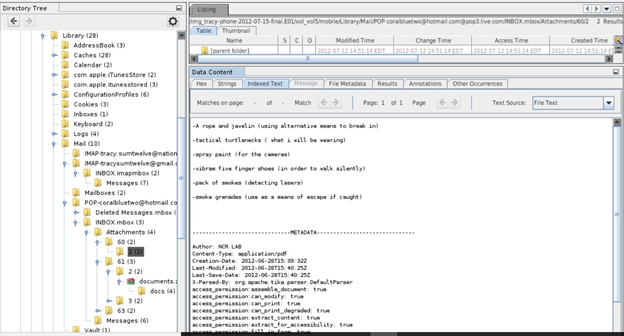 Directory Tree
Library (28)
AddressBook (3)
Caches (28)
Calendar (2)
com.apple.iTunesStore (2)
com.apple.itunesstored (3)
ConfigurationProfiles (6)
Cookies (3)
Inboxes (1)
Keyboard (2)
Logs (4)
Mail (10)
IMAP-tracy.sumtwelve@nation
IMAP-tracysumtwelve@gmail.c
INBOX.imapmbox (1)
Messages (7)
Mailboxes (2)
POP-coralbluetwo@hotmail.co
Deleted Messages.mbox (
INBOX.mbox (3)
Attachments (4)
60 (2)
2 (2)
61 (3)
2 (2)
documents.z
docs (4)
3 (2)
63 (2)
Messages (6)
Vault (1)
Listing
/img_tracy-phone-2012-07-15-final.E01/vol_vol5/mobile/Library/Mail/POP-coralbluetwo@hotmail.com@pop3.live.com/INBOX.mbox/Attachments/60/2 2 Results
Table Thumbnail
Name S C O Modified Time Change Time Access Time Created Time
[parent folder] 2012-07-12 14:51:14 EDT 2012-07-12 14:51:14 EDT 2012-07-12 14:51:14 EDT 2012-07-12 14:51:14 EDT
Data Content
Hex Strings Indexed Text Message File Metadata Results Annotations Other Occurrences
Matches on page: - of - Match Page: 1 of 1 Page Text Source: File Text
-A rope and javelin (using alternative means to break in)
-tactical turtlenecks ( what i will be wearing)
-spray paint (for the cameras)
-vibram five finger shoes (in order to walk silently)
-pack of smokes (detecting lasers)
-smoke grenades (use as a means of escape if caught)
------------------------------METADATA------------------------------
Author: NCR LAB
Content-Type: application/pdf
Creation-Date: 2012-06-28T15:39:32Z
Last-Modified: 2012-06-28T15:40:25Z
Last-Save-Date: 2012-06-28T15:40:25Z
X-Parsed-By: org.apache.tika.parser.DefaultParser
access_permission:assemble_document: true
access_permission:can_modify: true
access_permission:can_print: true
access_permission:can_print_degraded: true
access_permission:extract_content: true
access_permission:extract_for_accessibility: true
access_permission:fill_in_form: true